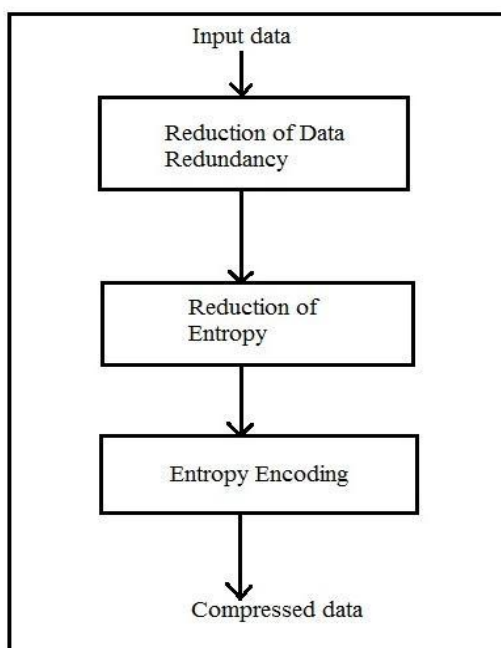 Input data
Reduction of Data
Redundancy
Reduction of
Entropy
Entropy Encoding
Compressed data